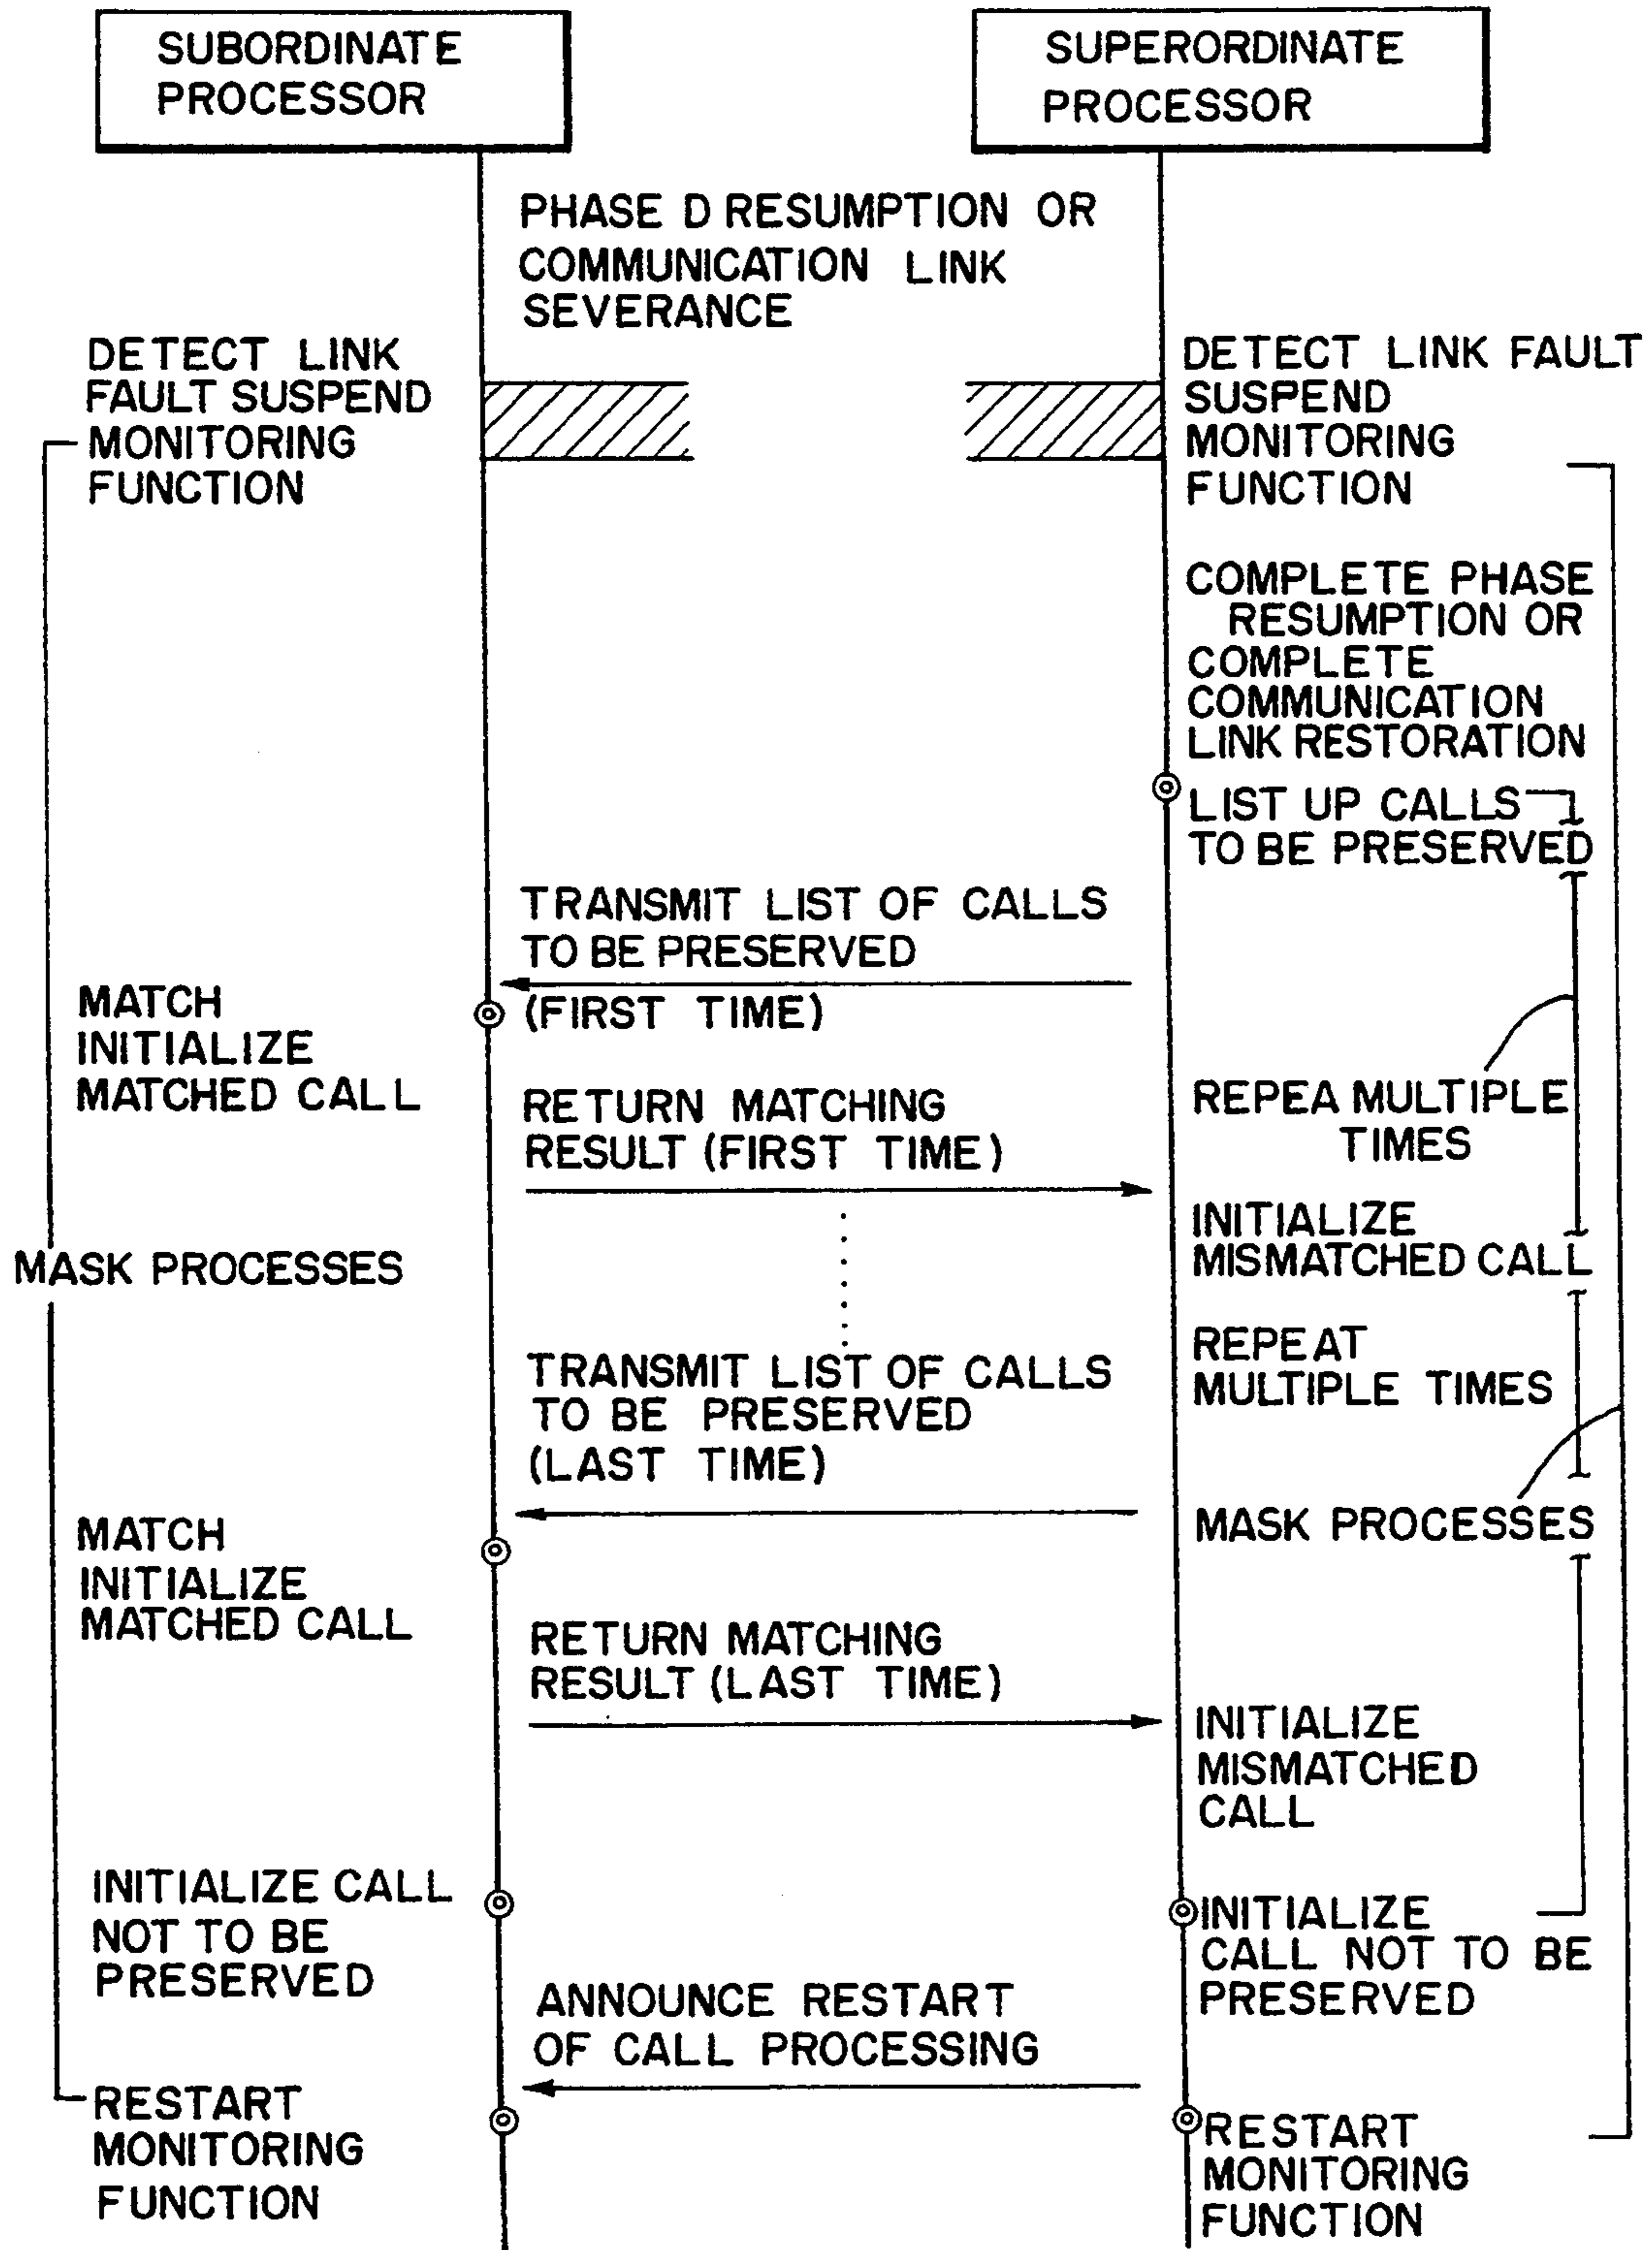 SUBORDINATE
PROCESSOR
SUPERORDINATE
PROCESSOR
PHASE D RESUMPTION OR
COMMUNICATION LINK
SEVERANCE
DETECT LINK
FAULT SUSPEND
MONITORING
FUNCTION
DETECT LINK FAULT
SUSPEND
MONITORING
FUNCTION
COMPLETE PHASE
RESUMPTION OR
COMPLETE
COMMUNICATION
LINK RESTORATION
LIST UP CALLS
TO BE PRESERVED
TRANSMIT LIST OF CALLS
TO BE PRESERVED
(FIRST TIME)
MATCH
INITIALIZE
MATCHED CALL
RETURN MATCHING
RESULT (FIRST TIME)
REPEA MULTIPLE
TIMES
INITIALIZE
MISMATCHED CALL
MASK PROCESSES
REPEAT
MULTIPLE TIMES
TRANSMIT LIST OF CALLS
TO BE PRESERVED
(LAST TIME)
MASK PROCESSES
MATCH
INITIALIZE
MATCHED CALL
RETURN MATCHING
RESULT (LAST TIME)
INITIALIZE
MISMATCHED
CALL
INITIALIZE CALL
NOT TO BE
PRESERVED
INITIALIZE
CALL NOT TO BE
PRESERVED
ANNOUNCE RESTART
OF CALL PROCESSING
RESTART
MONITORING
FUNCTION
RESTART
MONITORING
FUNCTION